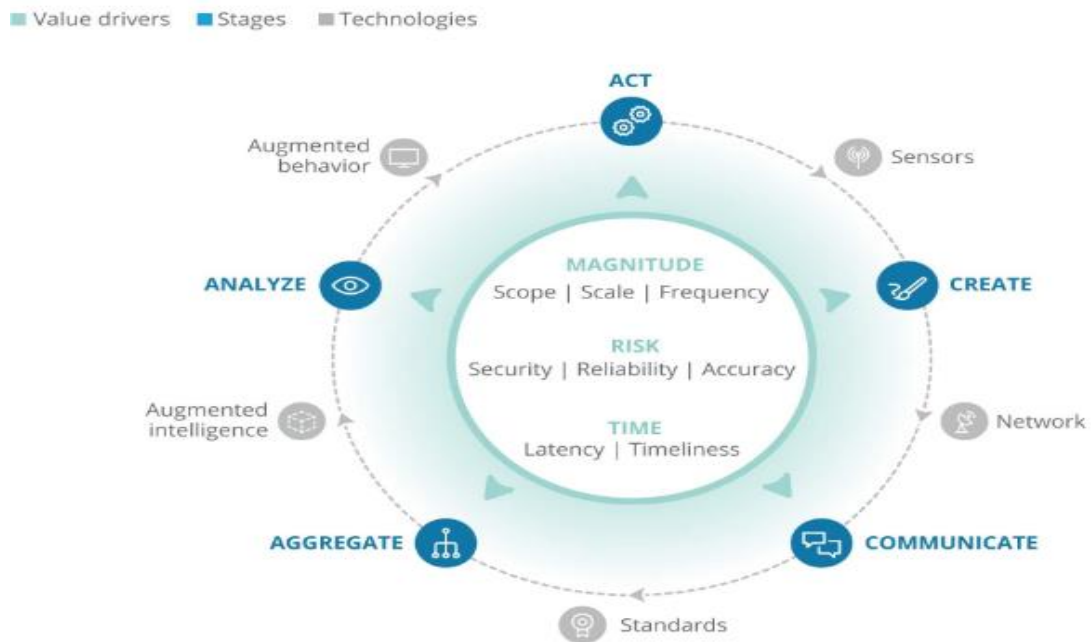 Value drivers Stages Technologies
ACT
Augmented
behavior
Sensors
MAGNITUDE
Scope | Scale | Frequency
ANALYZE
CREATE
RISK
Security | Reliability | Accuracy
Augmented
intelligence
Network
TIME
Latency | Timeliness
AGGREGATE
COMMUNICATE
Standards